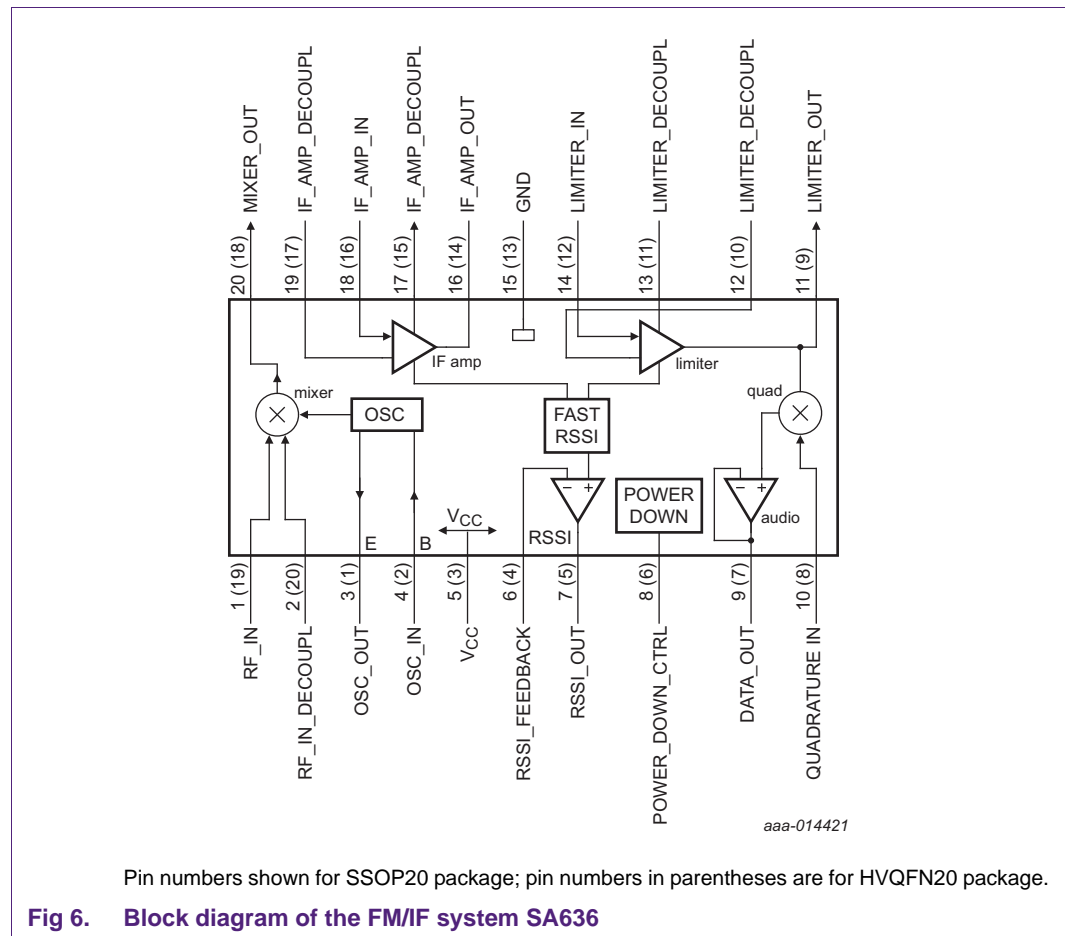 MIXER_OUT
IF_AMP_DECOUPL
IF_AMP_IN
IF_AMP_DECOUPL
IF_AMP_OUT
GND
LIMITER_IN
LIMITER_DECOUPL
LIMITER_DECOUPL
LIMITER_OUT
20 (18)
19 (17)
18 (16)
17 (15)
16 (14)
15 (13)
14 (12)
13 (11)
12 (10)
11 (9)
IF amp
limiter
mixer
quad
OSC
FAST
RSSI
POWER
DOWN
− +
− +
audio
VCC
RSSI
E
B
1 (19)
2 (20)
3 (1)
4 (2)
5 (3)
6 (4)
7 (5)
8 (6)
9 (7)
10 (8)
RF_IN
RF_IN_DECOUPL
OSC_OUT
OSC_IN
VCC
RSSI_FEEDBACK
RSSI_OUT
POWER_DOWN_CTRL
DATA_OUT
QUADRATURE IN
aaa-014421
Pin numbers shown for SSOP20 package; pin numbers in parentheses are for HVQFN20 package.
Fig 6. Block diagram of the FM/IF system SA636